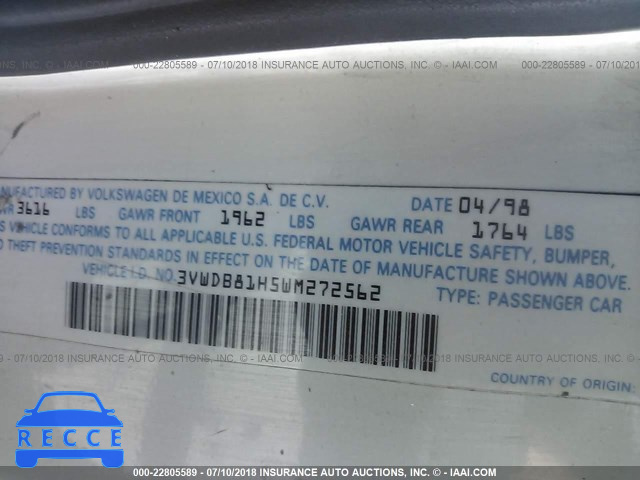 000-22805589 - 07/10/2018 INSURANCE AUTO AUCTIONS, INC. - © IAAI.COM
MANUFACTURED BY VOLKSWAGEN DE MEXICO S.A. DE C.V. DATE 04/98
3616 LBS GAWR FRONT 1962 LBS GAWR REAR 1764 LBS
VEHICLE CONFORMS TO ALL APPLICABLE U.S. FEDERAL MOTOR VEHICLE SAFETY, BUMPER,
THEFT PREVENTION STANDARDS IN EFFECT ON THE DATE OF MANUFACTURE SHOWN ABOVE.
VEHICLE I.D. NO. 3VWDB81H5WM272562 TYPE: PASSENGER CAR
COUNTRY OF ORIGIN:
RECCE
000-22805589 - 07/10/2018 INSURANCE AUTO AUCTIONS, INC. - © IAAI.COM